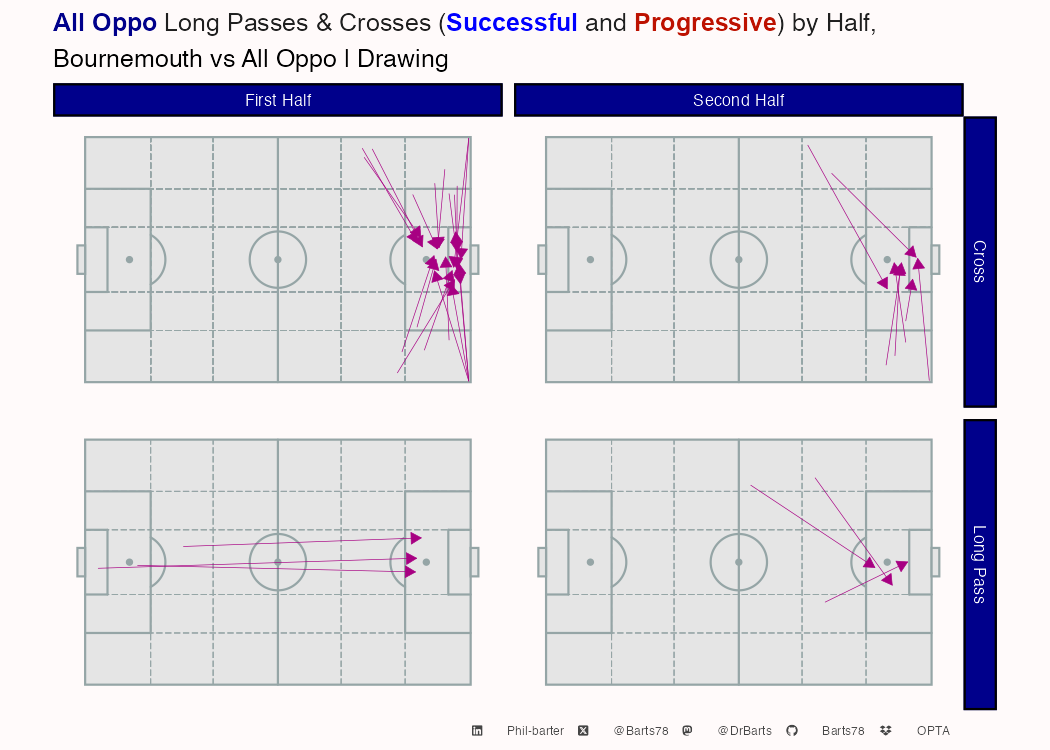 All Oppo Long Passes & Crosses (Successful and Progressive) by Half,
Bournemouth vs All Oppo | Drawing
First Half
Second Half
Cross
Long Pass
Phil-barter @Barts78 @DrBarts Barts78 OPTA